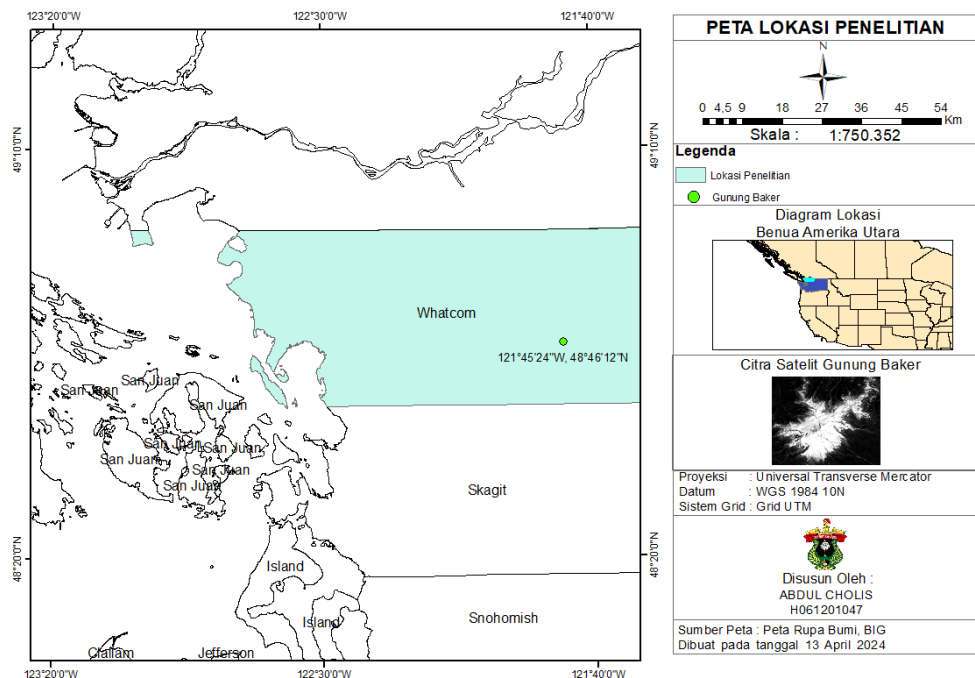 123°20'0"W
122°30'0"W
121°40'0"W
49°10'0"N
49°10'0"N
Whatcom
121°45'24"W, 48°46'12"N
San Juan
San Juan
San Juan
San Juan
San Juan
San Juan
San Juan
San Juan
Skagit
48°20'0"N
48°20'0"N
Island
Island
Snohomish
Clallam
Jefferson
123°20'0"W
122°30'0"W
121°40'0"W
PETA LOKASI PENELITIAN
N
0 4,5 9 18 27 36 45 54
Km
Skala : 1:750.352
Legenda
Lokasi Penelitian
Gunung Baker
Diagram Lokasi
Benua Amerika Utara
Citra Satelit Gunung Baker
Proyeksi : Universal Transverse Mercator
Datum : WGS 1984 10N
Sistem Grid : Grid UTM
Disusun Oleh :
ABDUL CHOLIS
H061201047
Sumber Peta : Peta Rupa Bumi, BIG
Dibuat pada tanggal 13 April 2024